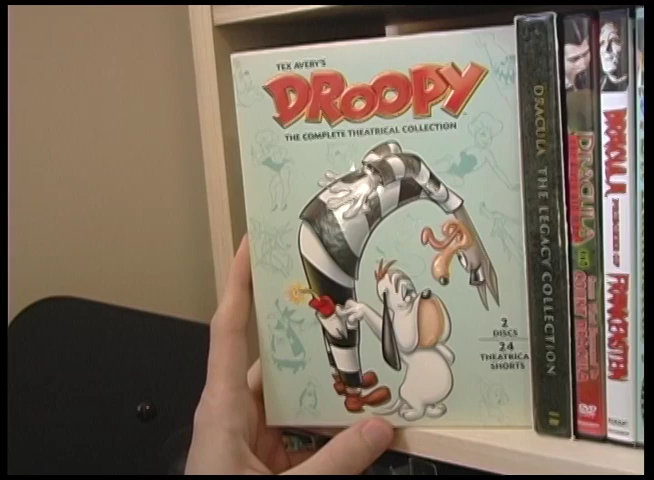 TEX AVERY'S
DROOPY
THE COMPLETE THEATRICAL COLLECTION
2
DISCS
24
THEATRICA
SHORTS
DRACULA THE LEGACY COLLECTION
DRACULA
DVD
DRACULA
FRANKENSTEIN